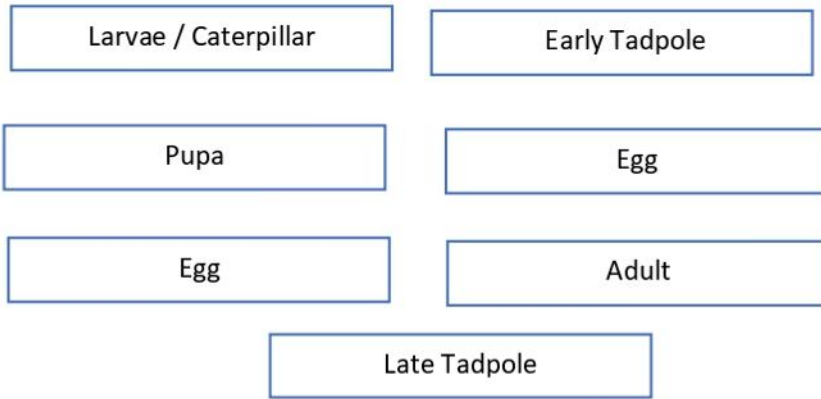 Larvae / Caterpillar
Early Tadpole
Pupa
Egg
Egg
Adult
Late Tadpole